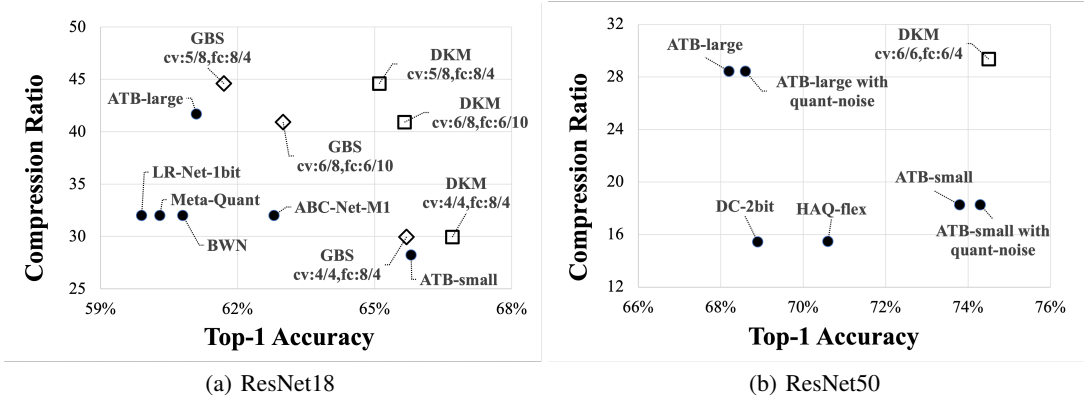 50
45
40
35
30
25
Compression Ratio
GBS
cv:5/8,fc:8/4
ATB-large
DKM
cv:5/8,fc:8/4
DKM
cv:6/8,fc:6/10
GBS
cv:6/8,fc:6/10
LR-Net-1bit
Meta-Quant
BWN
ABC-Net-M1
DKM
cv:4/4,fc:8/4
GBS
cv:4/4,fc:8/4
ATB-small
59%
62%
65%
68%
Top-1 Accuracy
(a) ResNet18
32
28
24
20
16
12
Compression Ratio
ATB-large
ATB-large with
quant-noise
DKM
cv:6/6,fc:6/4
DC-2bit
HAQ-flex
ATB-small
ATB-small with
quant-noise
66%
68%
70%
72%
74%
76%
Top-1 Accuracy
(b) ResNet50